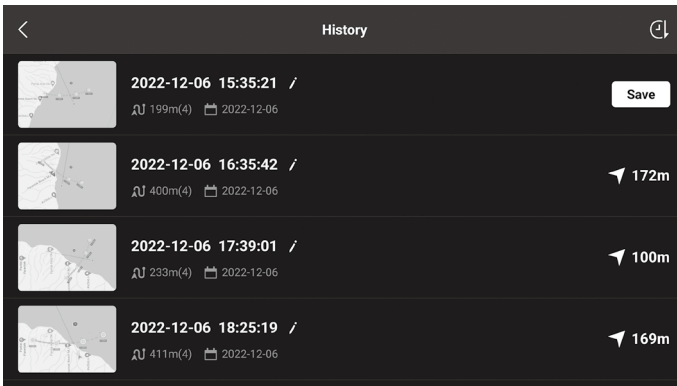 History
2022-12-06 15:35:21
199m(4) 2022-12-06
Save
2022-12-06 16:35:42
400m(4) 2022-12-06
172m
2022-12-06 17:39:01
233m(4) 2022-12-06
100m
2022-12-06 18:25:19
411m(4) 2022-12-06
169m